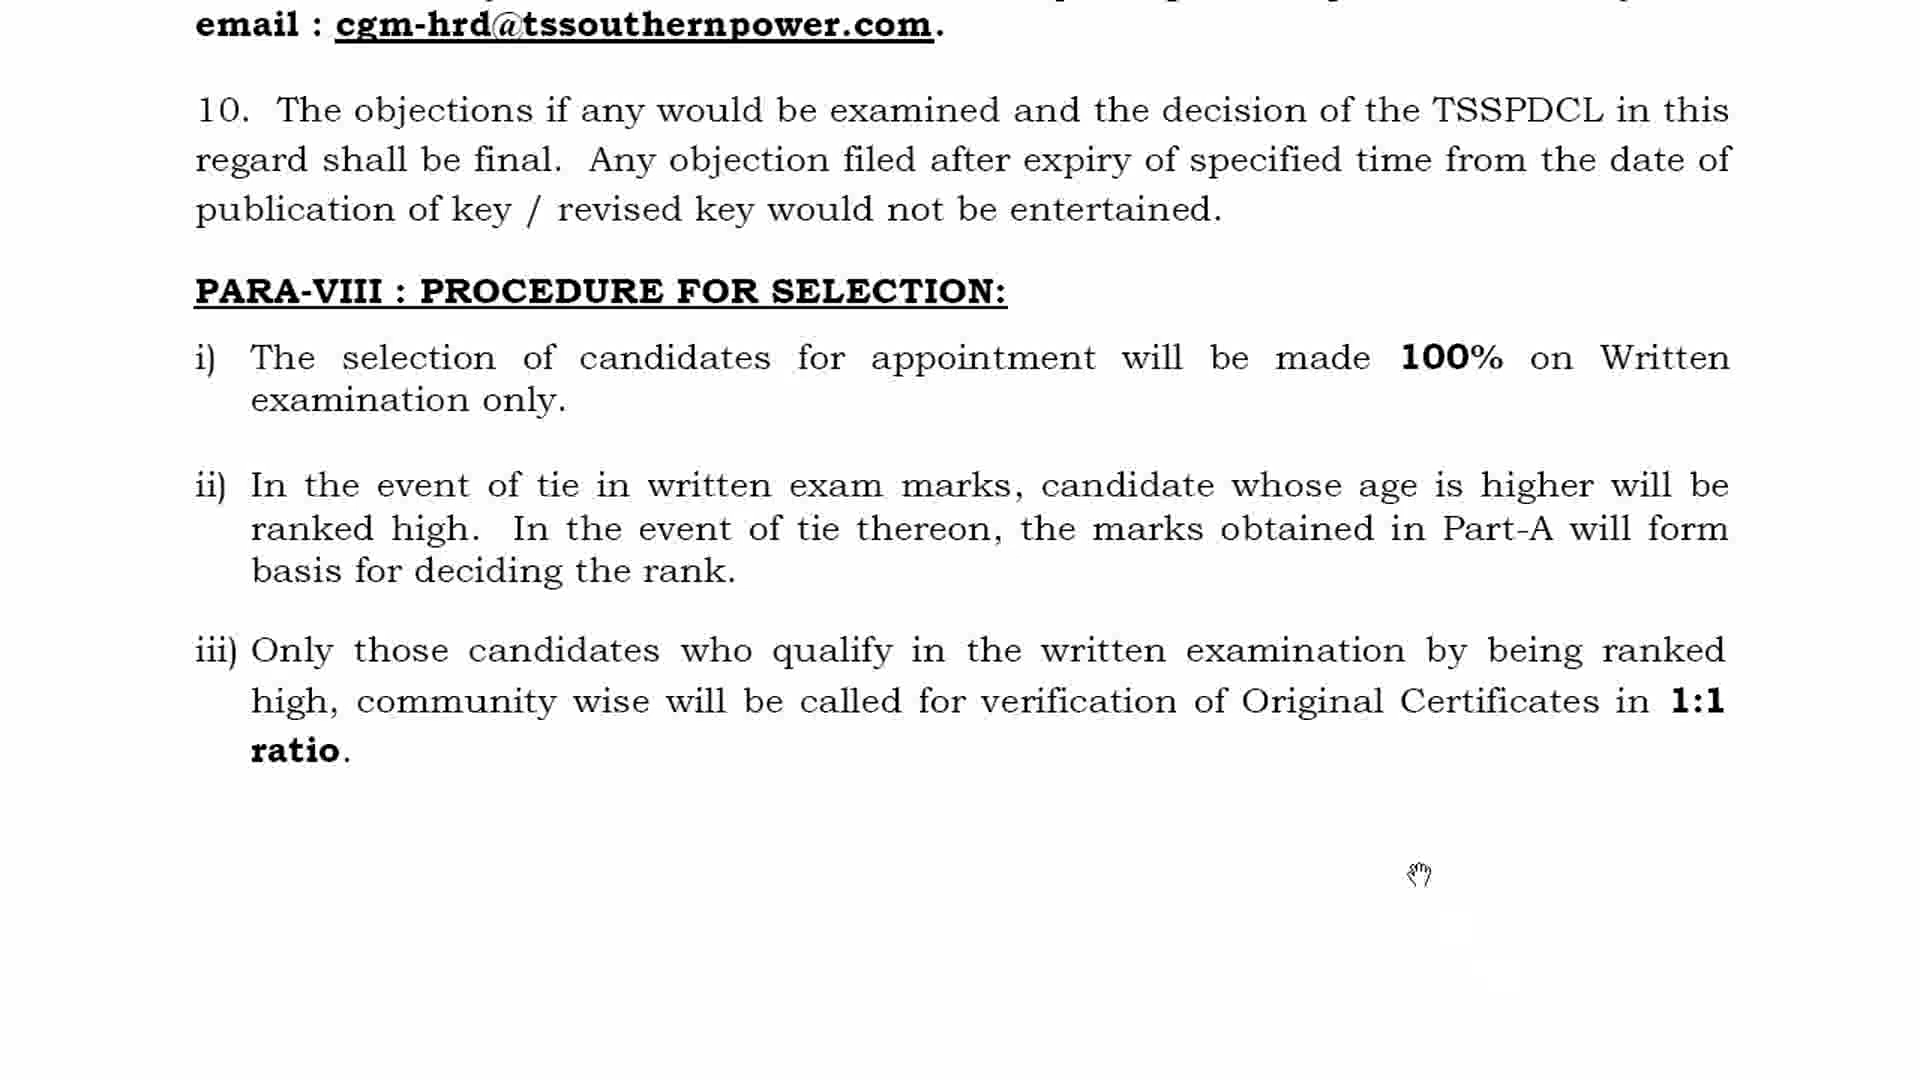 email : cgm-hrd@tssouthernpower.com.
10. The objections if any would be examined and the decision of the TSSPDCL in this
regard shall be final. Any objection filed after expiry of specified time from the date of
publication of key / revised key would not be entertained.
PARA-VIII : PROCEDURE FOR SELECTION:
i) The selection of candidates for appointment will be made 100% on Written
examination only.
ii) In the event of tie in written exam marks, candidate whose age is higher will be
ranked high. In the event of tie thereon, the marks obtained in Part-A will form
basis for deciding the rank.
iii) Only those candidates who qualify in the written examination by being ranked
high, community wise will be called for verification of Original Certificates in 1:1
ratio.